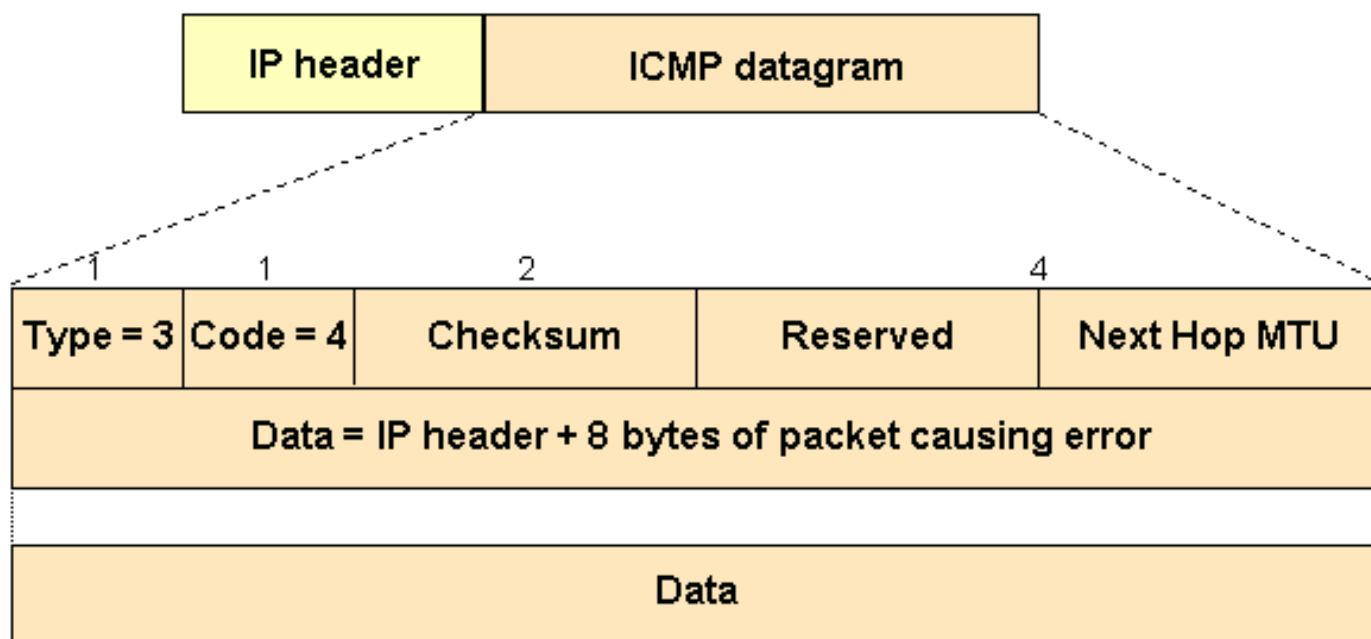 IP header ICMP datagram
1 1 2 4
Type = 3 Code = 4 Checksum Reserved Next Hop MTU
Data = IP header + 8 bytes of packet causing error
Data